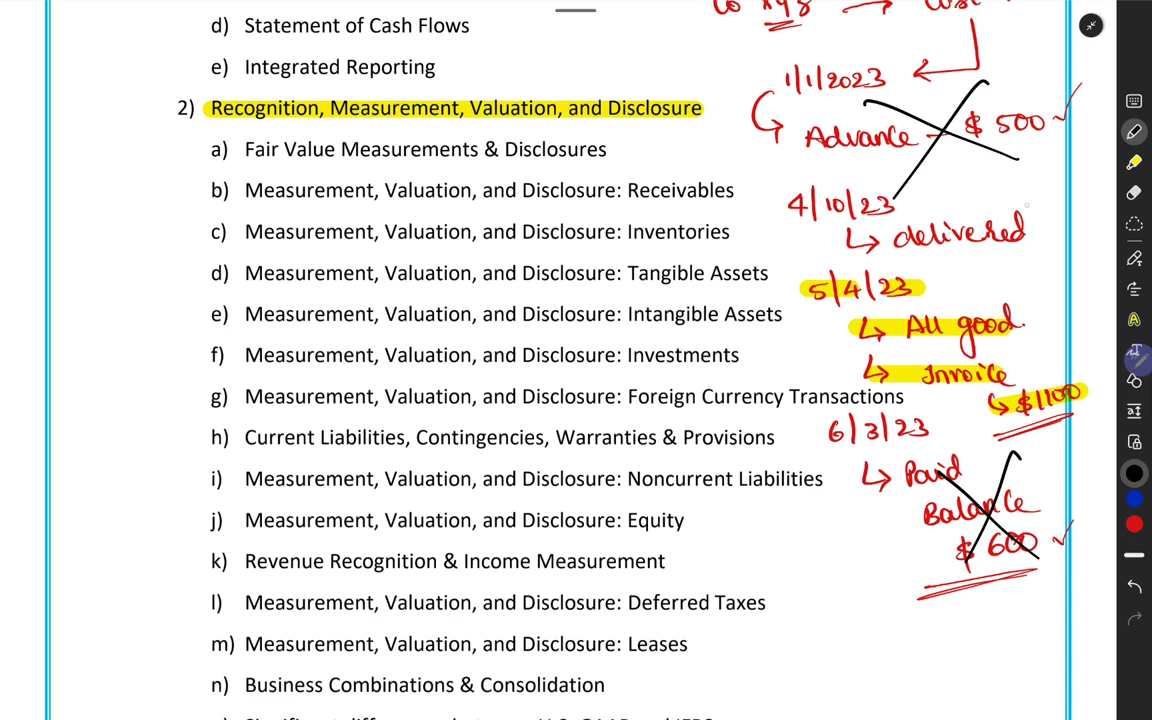 d) Statement of Cash Flows
e) Integrated Reporting
2) Recognition, Measurement, Valuation, and Disclosure
a) Fair Value Measurements & Disclosures
b) Measurement, Valuation, and Disclosure: Receivables
c) Measurement, Valuation, and Disclosure: Inventories
d) Measurement, Valuation, and Disclosure: Tangible Assets
e) Measurement, Valuation, and Disclosure: Intangible Assets
f) Measurement, Valuation, and Disclosure: Investments
g) Measurement, Valuation, and Disclosure: Foreign Currency Transactions
h) Current Liabilities, Contingencies, Warranties & Provisions
i) Measurement, Valuation, and Disclosure: Noncurrent Liabilities
j) Measurement, Valuation, and Disclosure: Equity
k) Revenue Recognition & Income Measurement
l) Measurement, Valuation, and Disclosure: Deferred Taxes
m) Measurement, Valuation, and Disclosure: Leases
n) Business Combinations & Consolidation
to xyz →
1/1/2023
Advance - $ 500 ✓
4/10/23
↳ delivered
5/4/23
↳ All good.
↳ Invoice
↳ $1100
6/3/23
↳ Paid
Balance
$ 600 ✓